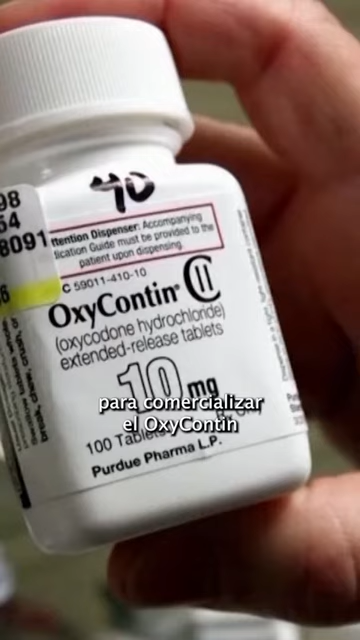 98
54
8091
40
ttention Dispenser: Accompanying
ication Guide must be provided to the
patient upon dispensing.
C 59011-410-10
OxyContin® CII
(oxycodone hydrochloride)
extended-release tablets
10 mg
para comercializar
el OxyContin
100 Tablets
Purdue Pharma L.P.